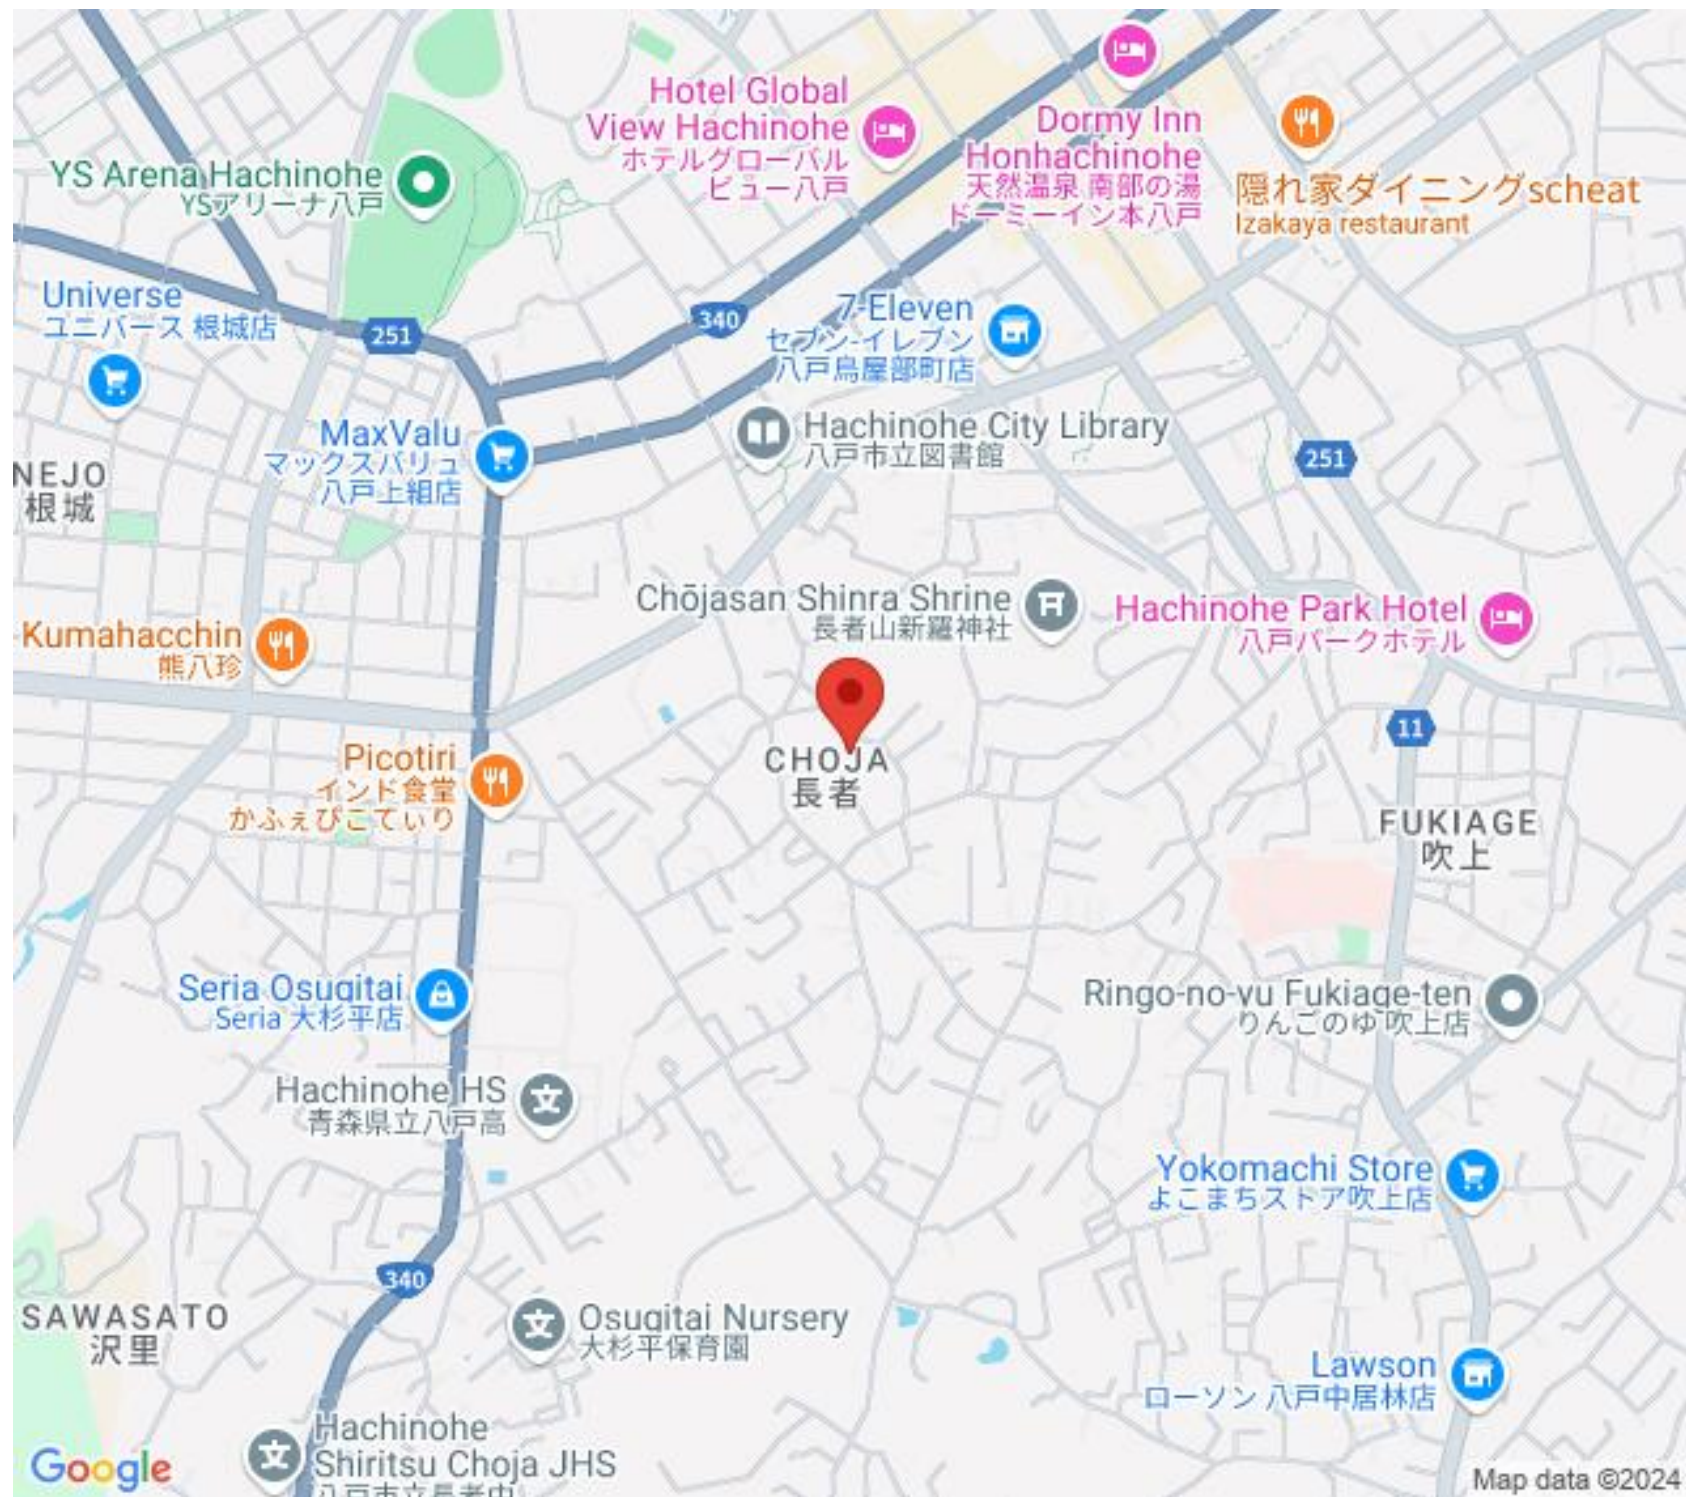 Hotel Global
View Hachinohe
ホテルグローバル
ビュー八戸
Dormy Inn
Honhachinohe
天然温泉 南部の湯
ドーミーイン本八戸
YS Arena Hachinohe
YSアリーナ八戸
隠れ家ダイニングscheat
Izakaya restaurant
Universe
ユニバース 根城店
251
340
7-Eleven
セブン-イレブン
八戸鳥屋部町店
MaxValu
マックスバリュ
八戸上組店
Hachinohe City Library
八戸市立図書館
251
NEJO
根城
Chōjasan Shinra Shrine
長者山新羅神社
Hachinohe Park Hotel
八戸パークホテル
Kumahacchin
熊八珍
11
CHOJA
長者
Picotiri
インド食堂
かふぇぴこてぃり
FUKIAGE
吹上
Seria Osugitai
Seria 大杉平店
Ringo-no-yu Fukiage-ten
りんごのゆ 吹上店
Hachinohe HS
青森県立八戸高
Yokomachi Store
よこまちストア吹上店
340
SAWASATO
沢里
Osugitai Nursery
大杉平保育園
Lawson
ローソン 八戸中居林店
Hachinohe
Shiritsu Choja JHS
八戸市立長者中
Google
Map data ©2024